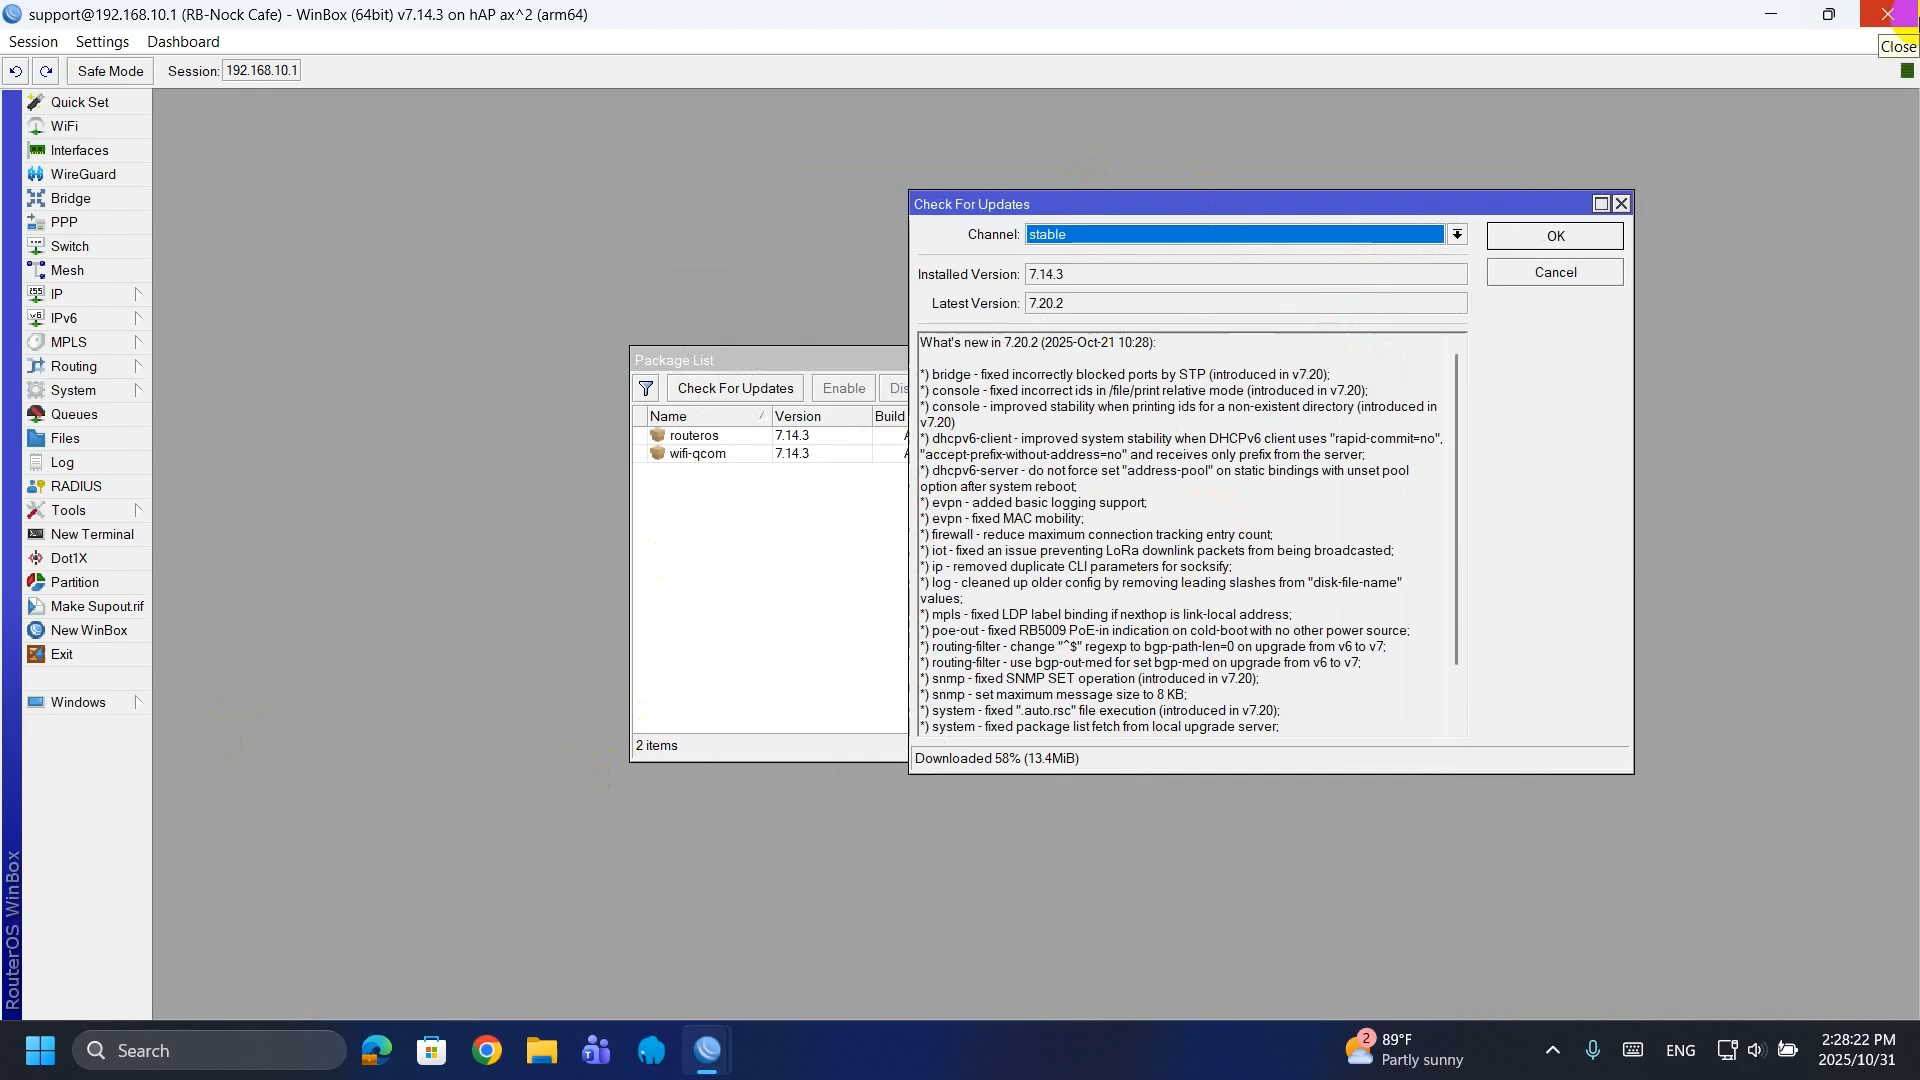 support@192.168.10.1 (RB-Nock Cafe) - WinBox (64bit) v7.14.3 on hAP ax^2 (arm64)
Close
Session Settings Dashboard
Safe Mode Session: 192.168.10.1
Quick Set
WiFi
Interfaces
WireGuard
Bridge
PPP
Switch
Mesh
IP
IPv6
MPLS
Routing
System
Queues
Files
Log
RADIUS
Tools
New Terminal
Dot1X
Partition
Make Supout.rif
New WinBox
Exit
Windows
RouterOS WinBox
Package List
Check For Updates Enable Dis
Name Version Build
routeros 7.14.3 A
wifi-qcom 7.14.3 A
2 items
Check For Updates
Channel: stable
OK
Cancel
Installed Version: 7.14.3
Latest Version: 7.20.2
What's new in 7.20.2 (2025-Oct-21 10:28):
*) bridge - fixed incorrectly blocked ports by STP (introduced in v7.20);
*) console - fixed incorrect ids in /file/print relative mode (introduced in v7.20);
*) console - improved stability when printing ids for a non-existent directory (introduced in
v7.20)
*) dhcpv6-client - improved system stability when DHCPv6 client uses "rapid-commit=no",
"accept-prefix-without-address=no" and receives only prefix from the server;
*) dhcpv6-server - do not force set "address-pool" on static bindings with unset pool
option after system reboot;
*) evpn - added basic logging support;
*) evpn - fixed MAC mobility;
*) firewall - reduce maximum connection tracking entry count;
*) iot - fixed an issue preventing LoRa downlink packets from being broadcasted;
*) ip - removed duplicate CLI parameters for socksify;
*) log - cleaned up older config by removing leading slashes from "disk-file-name"
values;
*) mpls - fixed LDP label binding if nexthop is link-local address;
*) poe-out - fixed RB5009 PoE-in indication on cold-boot with no other power source;
*) routing-filter - change "^$" regexp to bgp-path-len=0 on upgrade from v6 to v7;
*) routing-filter - use bgp-out-med for set bgp-med on upgrade from v6 to v7;
*) snmp - fixed SNMP SET operation (introduced in v7.20);
*) snmp - set maximum message size to 8 KB;
*) system - fixed ".auto.rsc" file execution (introduced in v7.20);
*) system - fixed package list fetch from local upgrade server;
Downloaded 58% (13.4MiB)
Search
2
89°F
Partly sunny
ENG
2:28:22 PM
2025/10/31